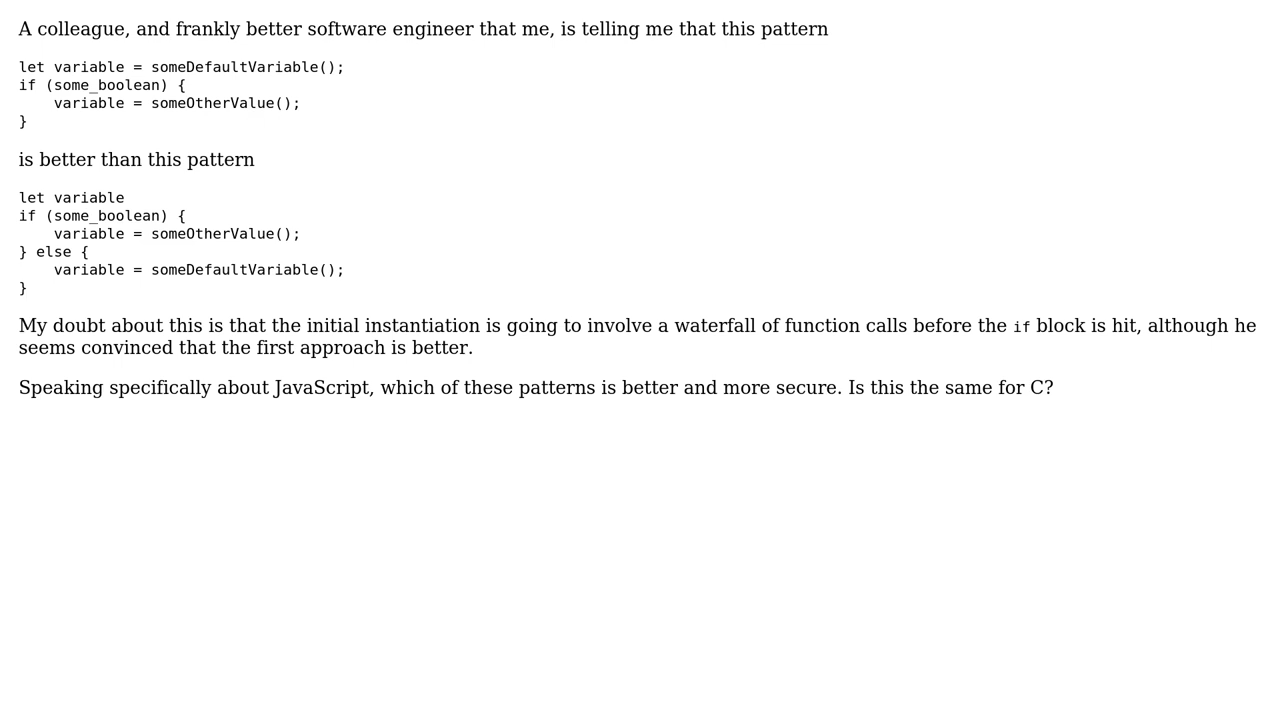 A colleague, and frankly better software engineer that me, is telling me that this pattern
let variable = someDefaultVariable();
if (some_boolean) {
    variable = someOtherValue();
}
is better than this pattern
let variable
if (some_boolean) {
    variable = someOtherValue();
} else {
    variable = someDefaultVariable();
}
My doubt about this is that the initial instantiation is going to involve a waterfall of function calls before the if block is hit, although he
seems convinced that the first approach is better.
Speaking specifically about JavaScript, which of these patterns is better and more secure. Is this the same for C?